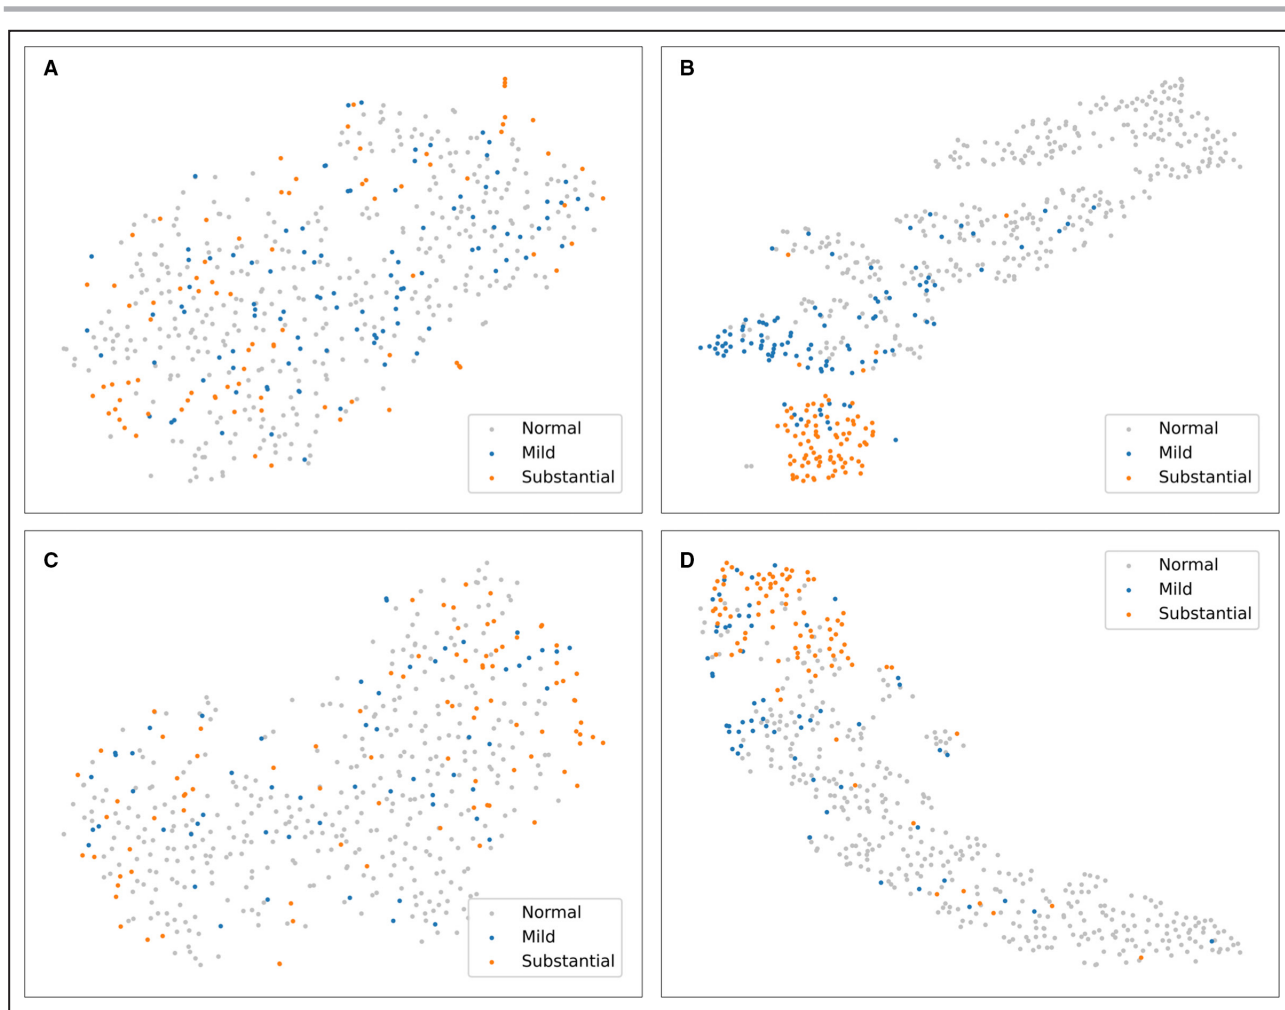 A
Normal
Mild
Substantial
B
Normal
Mild
Substantial
C
Normal
Mild
Substantial
D
Normal
Mild
Substantial